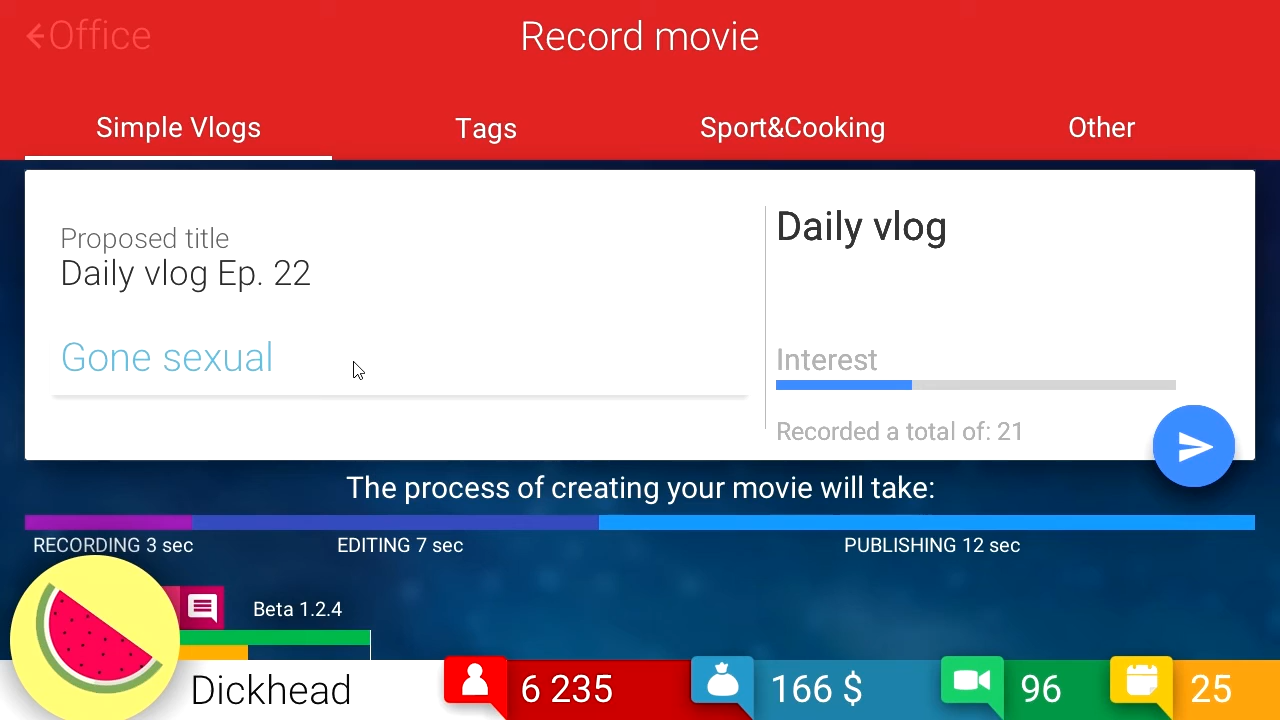 Office
Record movie
Simple Vlogs
Tags
Sport&Cooking
Other
Proposed title
Daily vlog Ep. 22
Gone sexual
Daily vlog
Interest
Recorded a total of: 21
The process of creating your movie will take:
RECORDING 3 sec
EDITING 7 sec
PUBLISHING 12 sec
Beta 1.2.4
Dickhead
6 235
166 $
96
25